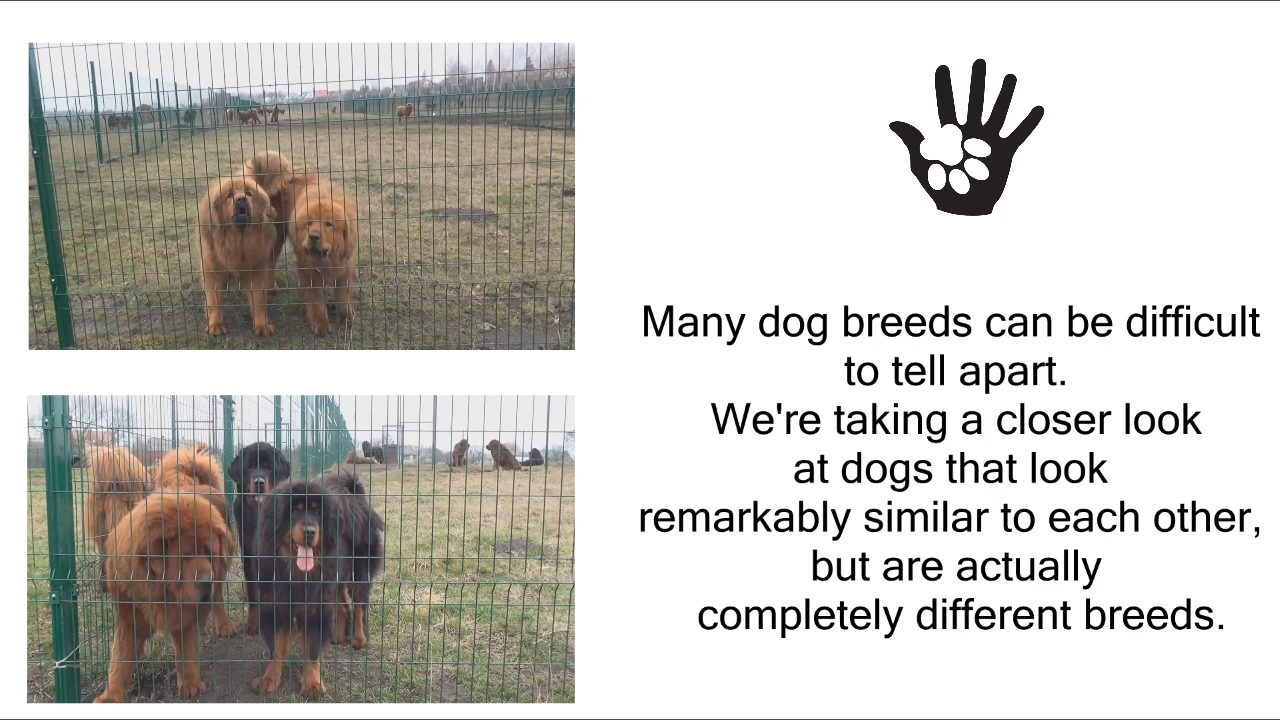 Many dog breeds can be difficult
to tell apart.
We're taking a closer look
at dogs that look
remarkably similar to each other,
but are actually
completely different breeds.